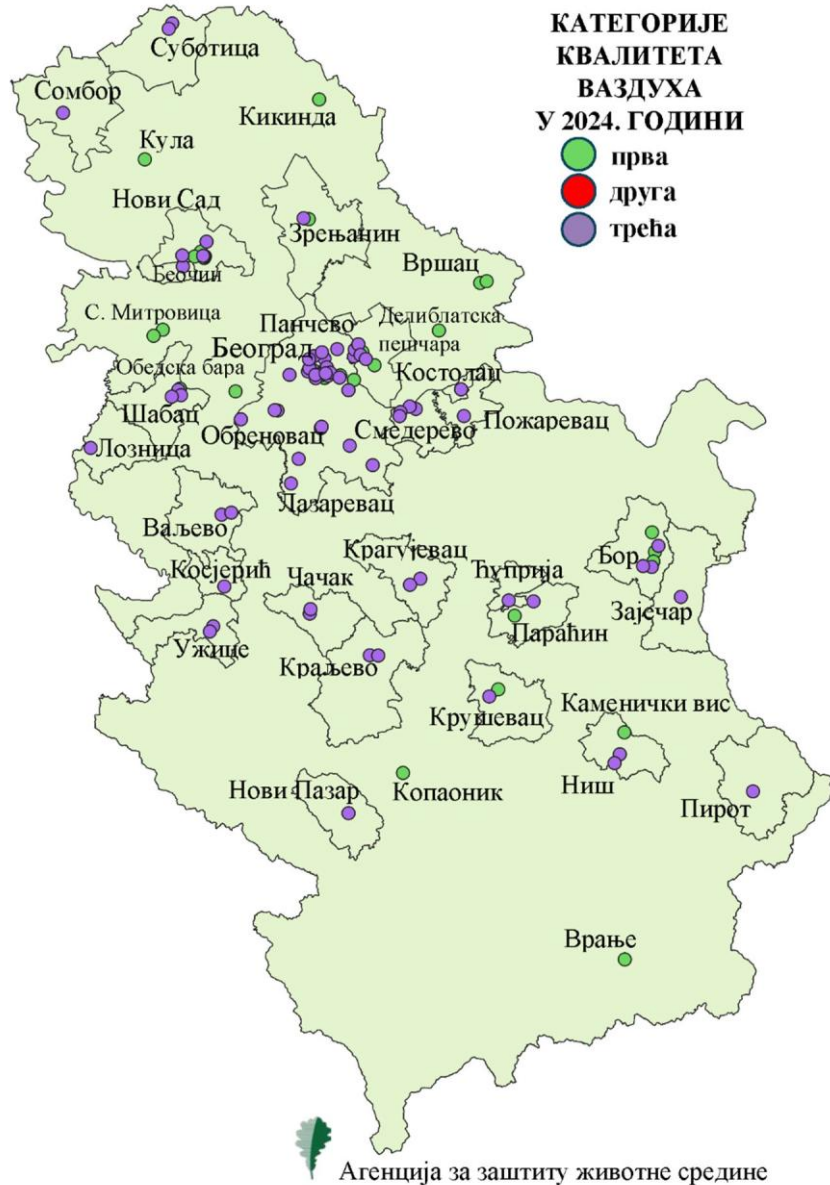 КАТЕГОРИЈЕ
КВАЛИТЕТА
ВАЗДУХА
У 2024. ГОДИНИ
прва
друга
трећа
Суботица
Сомбор
Кикинда
Кула
Нови Сад
Зрењанин
Беочин
Вршац
С. Митровица
Панчево
Делиблатска
пешчара
Београд
Обедска бара
Костолац
Шабац
Обреновац
Смедерево
Пожаревац
Лозница
Лазаревац
Ваљево
Крагујевац
Бор
Косјерић
Чачак
Ћуприја
Зајечар
Параћин
Ужице
Краљево
Крушевац
Каменички вис
Нови Пазар
Копаоник
Ниш
Пирот
Врање
Агенција за заштиту животне средине